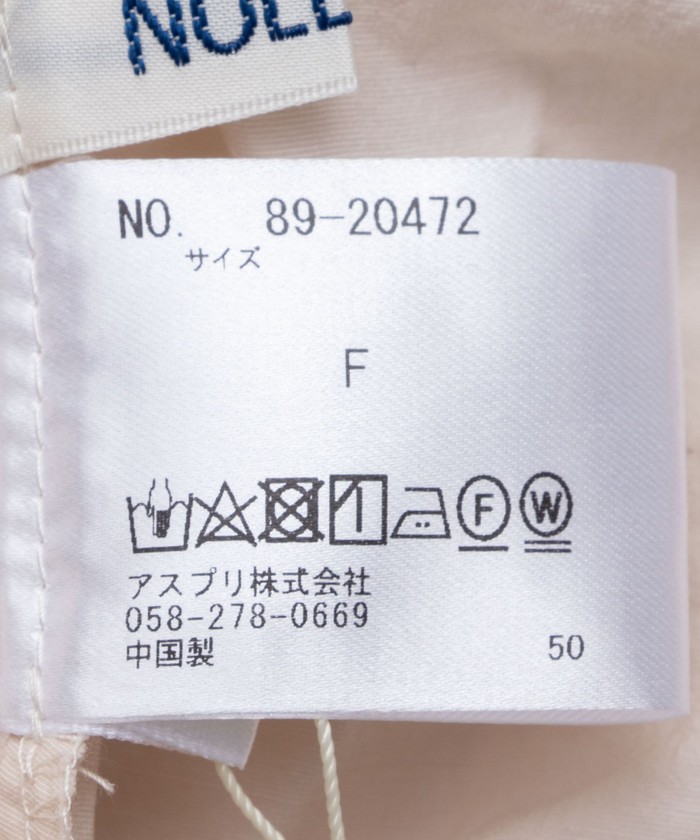 NOLL
NO. 89-20472
サイズ
F
F W
アスプリ株式会社
058-278-0669
中国製 50